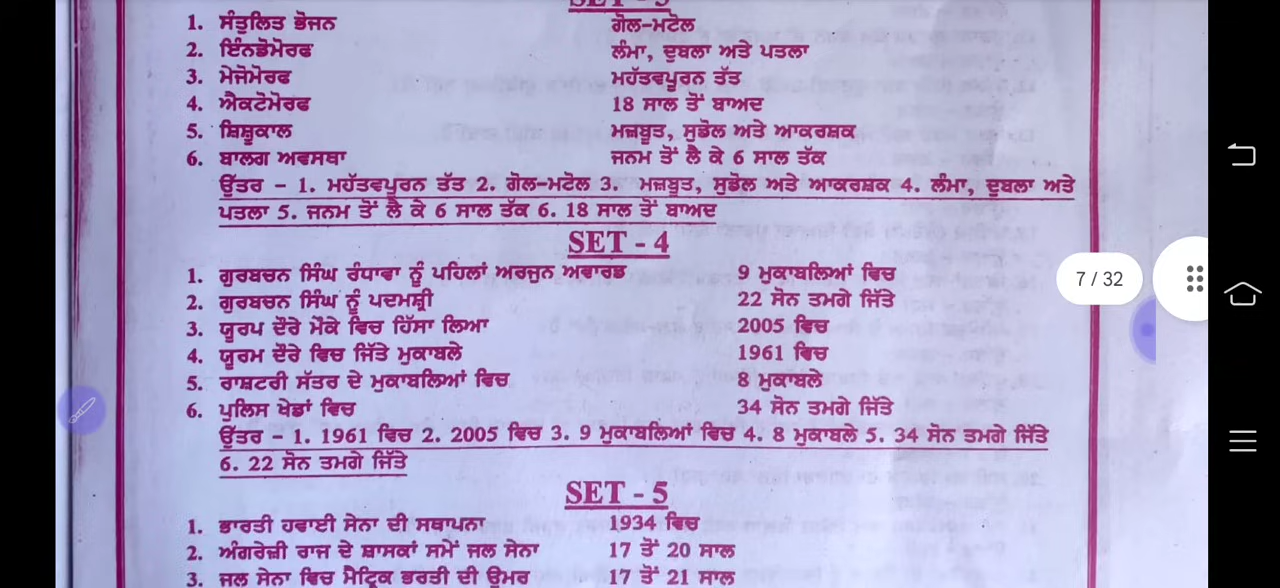 SET - 3
1. ਸੰਤੁਲਿਤ ਭੋਜਨ ਗੋਲ-ਮਟੋਲ
2. ਇੰਨਡੋਮੋਰਫ ਲੰਮਾ, ਦੁਬਲਾ ਅਤੇ ਪਤਲਾ
3. ਮੇਜੋਮੋਰਫ ਮਹੱਤਵਪੂਰਨ ਤੱਤ
4. ਐਕਟੋਮੋਰਫ 18 ਸਾਲ ਤੋਂ ਬਾਅਦ
5. ਸ਼ਿਸ਼ੂਕਾਲ ਮਜ਼ਬੂਤ, ਸੁਡੋਲ ਅਤੇ ਆਕਰਸ਼ਕ
6. ਬਾਲਗ ਅਵਸਥਾ ਜਨਮ ਤੋਂ ਲੈ ਕੇ 6 ਸਾਲ ਤੱਕ
ਉੱਤਰ - 1. ਮਹੱਤਵਪੂਰਨ ਤੱਤ 2. ਗੋਲ-ਮਟੋਲ 3. ਮਜ਼ਬੂਤ, ਸੁਡੋਲ ਅਤੇ ਆਕਰਸ਼ਕ 4. ਲੰਮਾ, ਦੁਬਲਾ ਅਤੇ
ਪਤਲਾ 5. ਜਨਮ ਤੋਂ ਲੈ ਕੇ 6 ਸਾਲ ਤੱਕ 6. 18 ਸਾਲ ਤੋਂ ਬਾਅਦ
SET - 4
1. ਗੁਰਬਚਨ ਸਿੰਘ ਰੰਧਾਵਾ ਨੂੰ ਪਹਿਲਾਂ ਅਰਜੁਨ ਅਵਾਰਡ 9 ਮੁਕਾਬਲਿਆਂ ਵਿਚ
2. ਗੁਰਬਚਨ ਸਿੰਘ ਨੂੰ ਪਦਮਸ਼੍ਰੀ 22 ਸੋਨ ਤਮਗੇ ਜਿੱਤੇ
3. ਯੂਰਪ ਦੌਰੇ ਮੌਕੇ ਵਿਚ ਹਿੱਸਾ ਲਿਆ 2005 ਵਿਚ
4. ਯੂਰਮ ਦੌਰੇ ਵਿਚ ਜਿੱਤੇ ਮੁਕਾਬਲੇ 1961 ਵਿਚ
5. ਰਾਸ਼ਟਰੀ ਸੱਤਰ ਦੇ ਮੁਕਾਬਲਿਆਂ ਵਿਚ 8 ਮੁਕਾਬਲੇ
6. ਪੁਲਿਸ ਖੇਡਾਂ ਵਿਚ 34 ਸੋਨ ਤਮਗੇ ਜਿੱਤੇ
ਉੱਤਰ - 1. 1961 ਵਿਚ 2. 2005 ਵਿਚ 3. 9 ਮੁਕਾਬਲਿਆਂ ਵਿਚ 4. 8 ਮੁਕਾਬਲੇ 5. 34 ਸੋਨ ਤਮਗੇ ਜਿੱਤੇ
6. 22 ਸੋਨ ਤਮਗੇ ਜਿੱਤੇ
SET - 5
1. ਭਾਰਤੀ ਹਵਾਈ ਸੇਨਾ ਦੀ ਸਥਾਪਨਾ 1934 ਵਿਚ
2. ਅੰਗਰੇਜ਼ੀ ਰਾਜ ਦੇ ਸ਼ਾਸਕਾਂ ਸਮੇਂ ਜਲ ਸੇਨਾ 17 ਤੋਂ 20 ਸਾਲ
3. ਜਲ ਸੇਨਾ ਵਿਚ ਮੈਟ੍ਰਿਕ ਭਰਤੀ ਦੀ ਉਮਰ 17 ਤੋਂ 21 ਸਾਲ
7 / 32